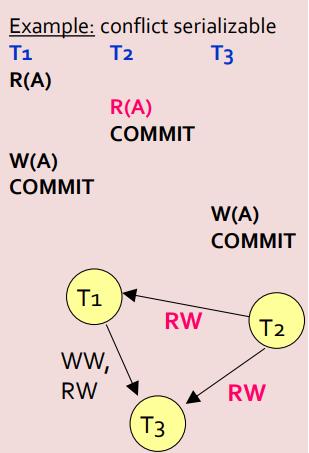 Example: conflict serializable
T1 T2 T3
R(A)
R(A)
COMMIT
W(A)
COMMIT
W(A)
COMMIT
T1
RW
T2
WW,
RW
RW
T3